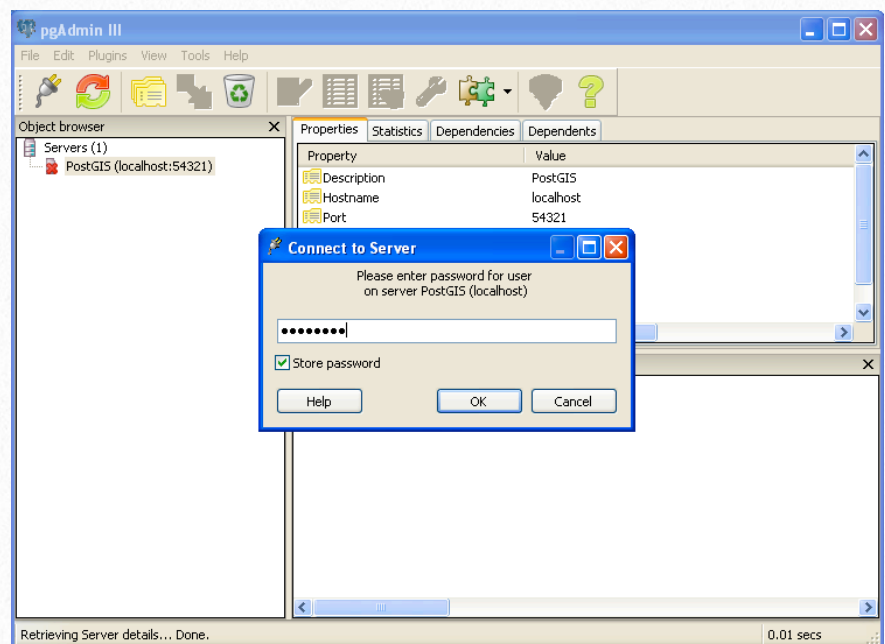 pgAdmin III
File Edit Plugins View Tools Help
Object browser
Servers (1)
PostGIS (localhost:54321)
Properties Statistics Dependencies Dependents
Property Value
Description PostGIS
Hostname localhost
Port 54321
Connect to Server
Please enter password for user
on server PostGIS (localhost)
••••••••
Store password
Help OK Cancel
Retrieving Server details... Done. 0.01 secs